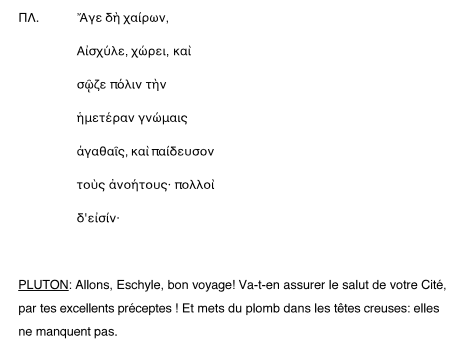 ΠΛ. Ἄγε δὴ χαίρων,
Αἰσχύλε, χώρει, καὶ
σῷζε πόλιν τὴν
ἡμετέραν γνώμαις
ἀγαθαῖς, καὶ παίδευσον
τοὺς ἀνοήτους· πολλοὶ
δ'εἰσίν·
PLUTON: Allons, Eschyle, bon voyage! Va-t-en assurer le salut de votre Cité,
par tes excellents préceptes ! Et mets du plomb dans les têtes creuses: elles
ne manquent pas.